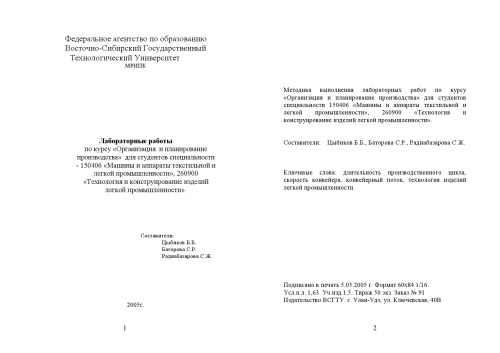 Федеральное агентство по образованию
Восточно-Сибирский Государственный
Технологический Университет
МРИПК
Лабораторные работы
по курсу «Организация и планирование
производства» для студентов специальности
- 150406 «Машины и аппараты текстильной и
легкой промышленности», 260900
«Технология и конструирование изделий
легкой промышленности».
Составители:
Цыбиков Б.Б.
Баторова С.Р.
Раднабазарова С.Ж.
2005г.
1
Методика выполнения лабораторных работ по курсу
«Организация и планирование производства» для студентов
специальности 150406 «Машины и аппараты текстильной и
легкой промышленности», 260900 «Технология и
конструирование изделий легкой промышленности».
Составители: Цыбиков Б.Б., Баторова С.Р., Раднабазарова С.Ж.
Ключевые слова: длительность производственного цикла,
скорость конвейера, конвейерный поток, технология изделий
легкой промышленности.
Подписано в печать 5.05.2005 г. Формат 60х84 1/16.
Усл.п.л. 1,63. Уч.изд.1,5. Тираж 50 экз. Заказ № 91
Издательство ВСГТУ. г. Улан-Удэ, ул. Ключевская, 40В
2